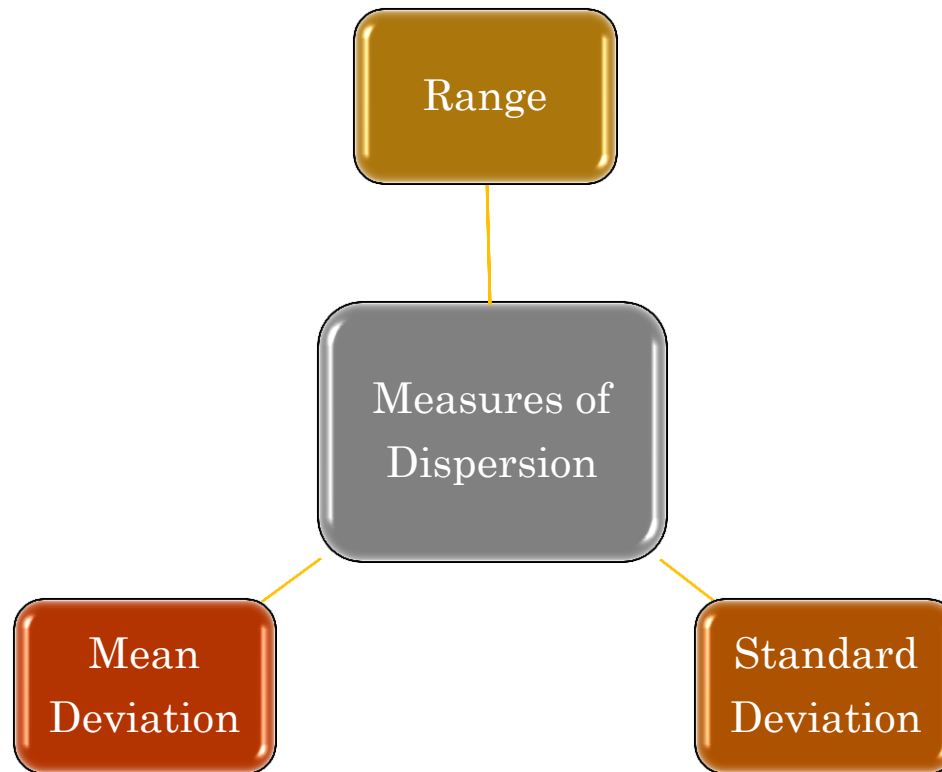 Range
Measures of
Dispersion
Mean
Deviation
Standard
Deviation